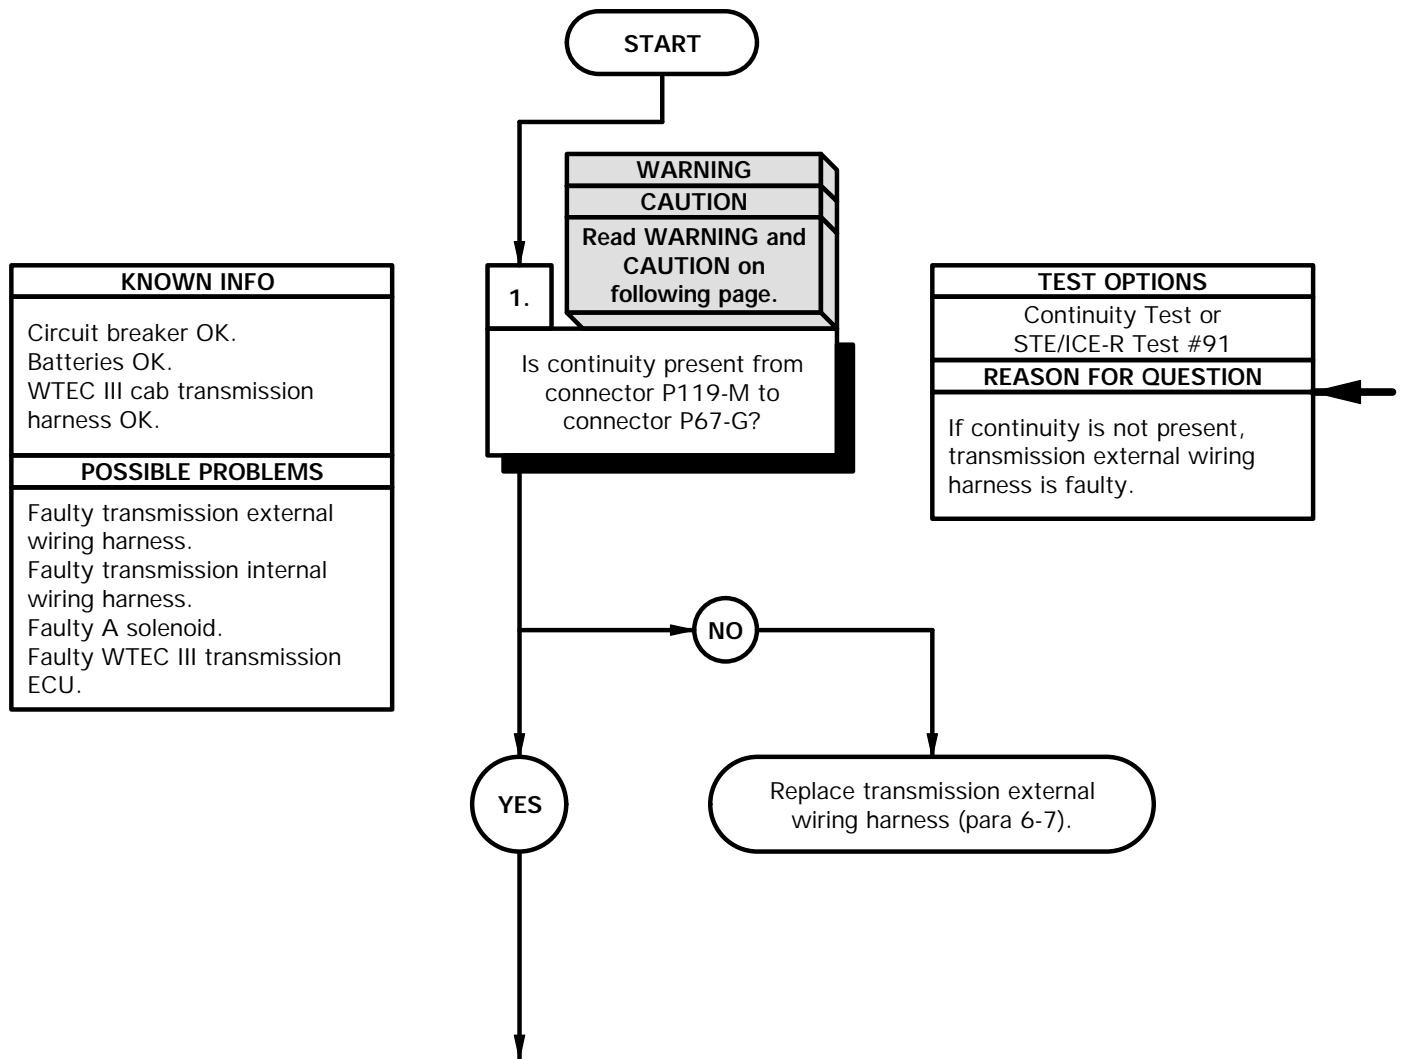 START
WARNING
CAUTION
Read WARNING and
CAUTION on
following page.
KNOWN INFO
Circuit breaker OK.
Batteries OK.
WTEC III cab transmission
harness OK.
POSSIBLE PROBLEMS
Faulty transmission external
wiring harness.
Faulty transmission internal
wiring harness.
Faulty A solenoid.
Faulty WTEC III transmission
ECU.
1.
Is continuity present from
connector P119-M to
connector P67-G?
TEST OPTIONS
Continuity Test or
STE/ICE-R Test #91
REASON FOR QUESTION
If continuity is not present,
transmission external wiring
harness is faulty.
NO
YES
Replace transmission external
wiring harness (para 6-7).